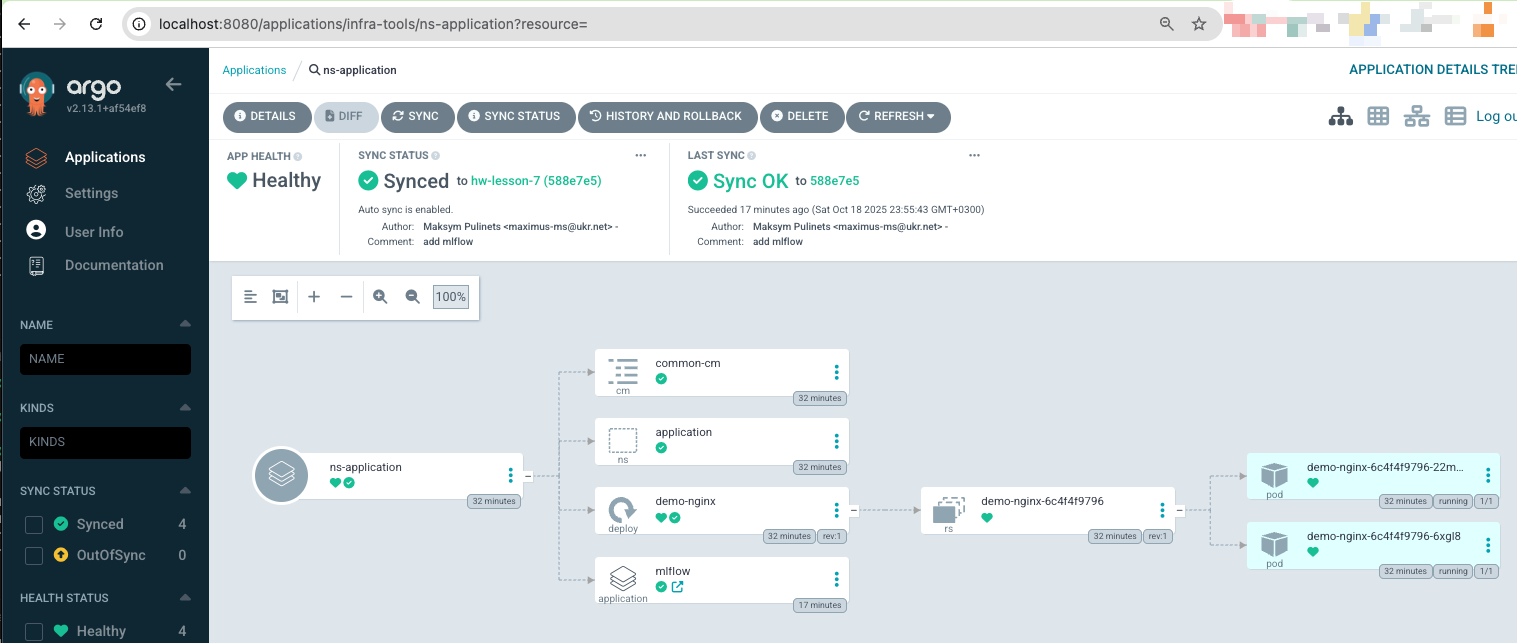 localhost:8080/applications/infra-tools/ns-application?resource=
argo
v2.13.1+af54ef8
Applications
Settings
User Info
Documentation
NAME
NAME
KINDS
KINDS
SYNC STATUS
Synced 4
OutOfSync 0
HEALTH STATUS
Healthy 4
Applications / ns-application
APPLICATION DETAILS TRE
DETAILS DIFF SYNC SYNC STATUS HISTORY AND ROLLBACK DELETE REFRESH
Log ou
APP HEALTH
Healthy
SYNC STATUS
Synced to hw-lesson-7 (588e7e5)
Auto sync is enabled.
Author: Maksym Pulinets <maximus-ms@ukr.net> -
Comment: add mlflow
LAST SYNC
Sync OK to 588e7e5
Succeeded 17 minutes ago (Sat Oct 18 2025 23:55:43 GMT+0300)
Author: Maksym Pulinets <maximus-ms@ukr.net> -
Comment: add mlflow
100%
ns-application
32 minutes
common-cm
cm
32 minutes
application
ns
32 minutes
demo-nginx
deploy
32 minutes rev:1
mlflow
application
17 minutes
demo-nginx-6c4f4f9796
rs
32 minutes rev:1
demo-nginx-6c4f4f9796-22m...
pod
32 minutes running 1/1
demo-nginx-6c4f4f9796-6xgl8
pod
32 minutes running 1/1